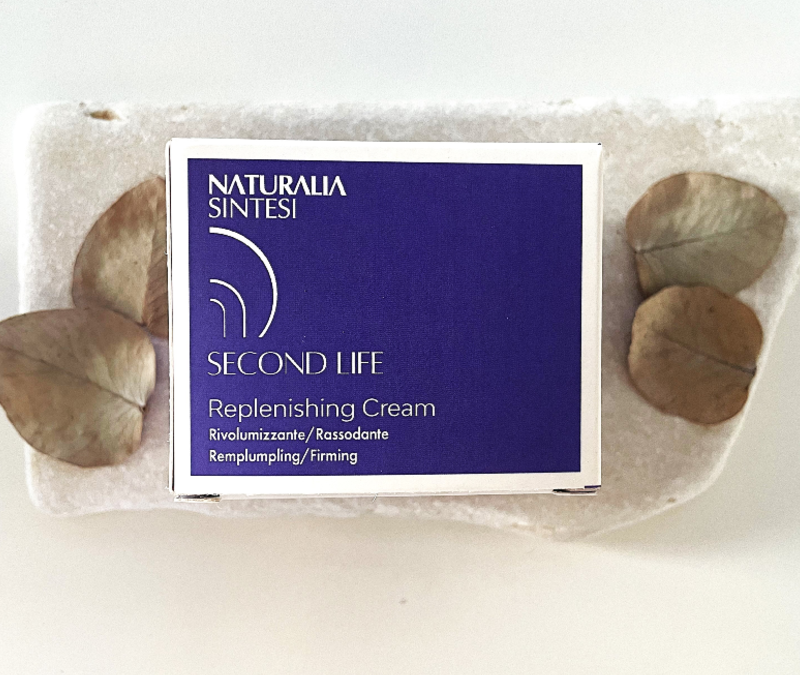 NATURALIA
SINTESI
SECOND LIFE
Replenishing Cream
Rivolumizzante/Rassodante
Remplumpling/Firming